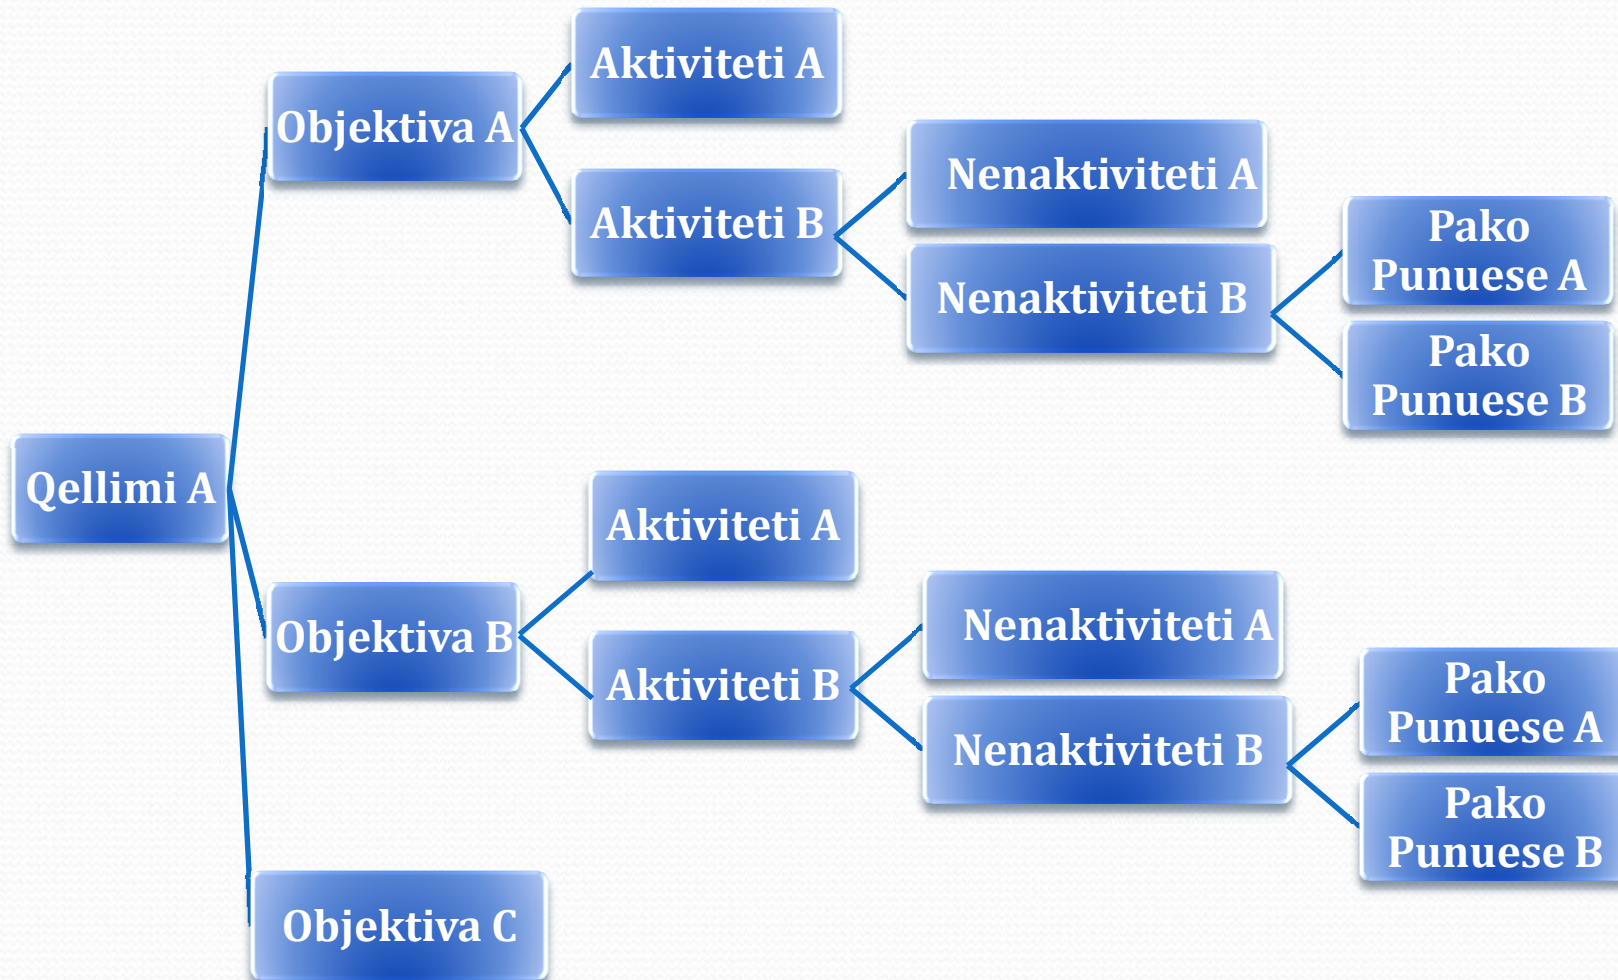 Aktiviteti A
Objektiva A
Aktiviteti B
Nenaktiviteti A
Nenaktiviteti B
Pako
Punuese A
Pako
Punuese B
Qellimi A
Aktiviteti A
Objektiva B
Aktiviteti B
Nenaktiviteti A
Nenaktiviteti B
Pako
Punuese A
Pako
Punuese B
Objektiva C